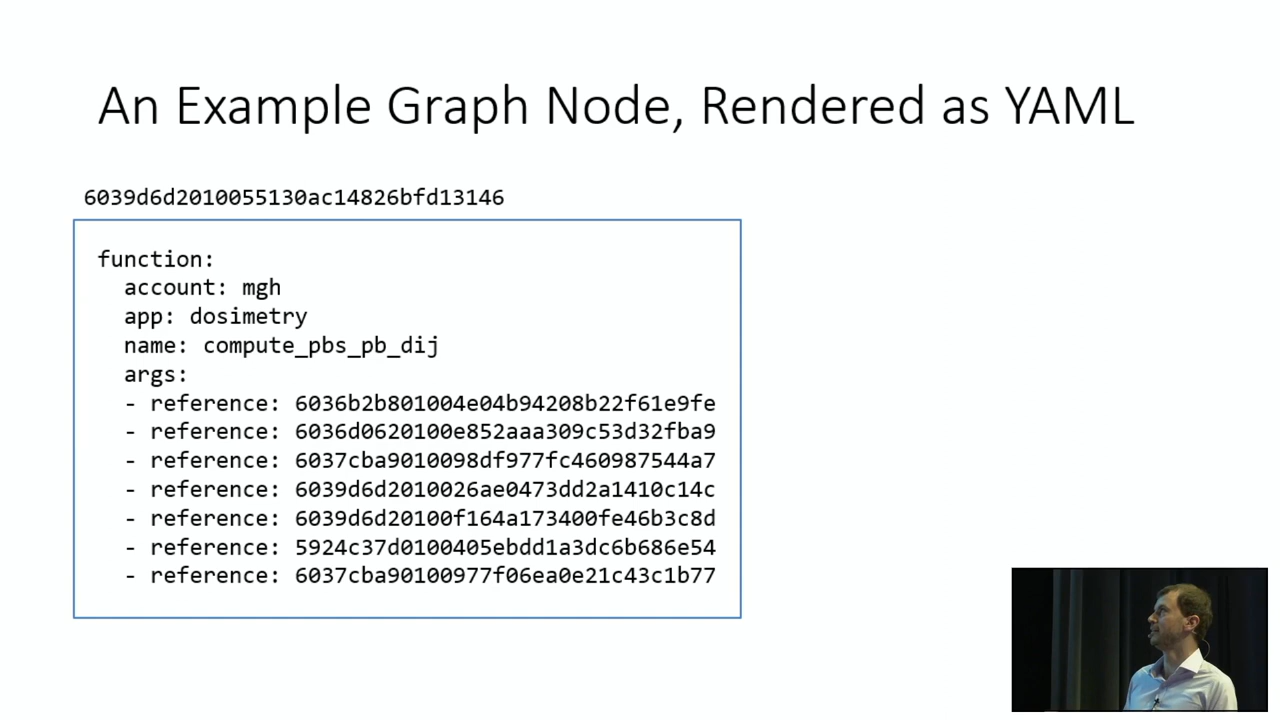 An Example Graph Node, Rendered as YAML
6039d6d2010055130ac14826bfd13146
function:
account: mgh
app: dosimetry
name: compute_pbs_pb_dij
args:
- reference: 6036b2b801004e04b94208b22f61e9fe
- reference: 6036d0620100e852aaa309c53d32fba9
- reference: 6037cba9010098df977fc460987544a7
- reference: 6039d6d2010026ae0473dd2a1410c14c
- reference: 6039d6d20100f164a173400fe46b3c8d
- reference: 5924c37d0100405ebdd1a3dc6b686e54
- reference: 6037cba90100977f06ea0e21c43c1b77